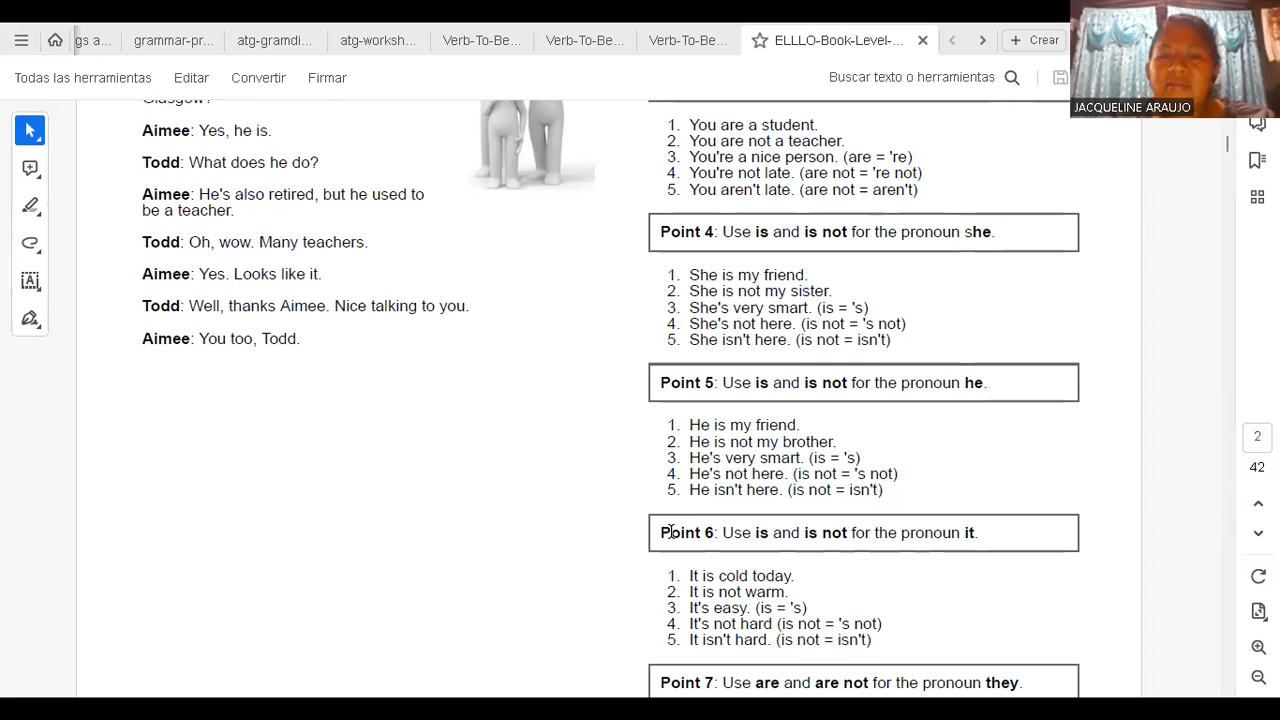 gs a...
grammar-pr...
atg-gramdi...
atg-worksh...
Verb-To-Be...
Verb-To-Be...
Verb-To-Be...
ELLLO-Book-Level-...
Crear
Todas las herramientas
Editar
Convertir
Firmar
Buscar texto o herramientas
JACQUELINE ARAUJO
Glasgow?
Aimee: Yes, he is.
Todd: What does he do?
Aimee: He's also retired, but he used to
be a teacher.
Todd: Oh, wow. Many teachers.
Aimee: Yes. Looks like it.
Todd: Well, thanks Aimee. Nice talking to you.
Aimee: You too, Todd.
1. You are a student.
2. You are not a teacher.
3. You're a nice person. (are = 're)
4. You're not late. (are not = 're not)
5. You aren't late. (are not = aren't)
Point 4: Use is and is not for the pronoun she.
1. She is my friend.
2. She is not my sister.
3. She's very smart. (is = 's)
4. She's not here. (is not = 's not)
5. She isn't here. (is not = isn't)
Point 5: Use is and is not for the pronoun he.
1. He is my friend.
2. He is not my brother.
3. He's very smart. (is = 's)
4. He's not here. (is not = 's not)
5. He isn't here. (is not = isn't)
Point 6: Use is and is not for the pronoun it.
1. It is cold today.
2. It is not warm.
3. It's easy. (is = 's)
4. It's not hard (is not = 's not)
5. It isn't hard. (is not = isn't)
Point 7: Use are and are not for the pronoun they.
2
42